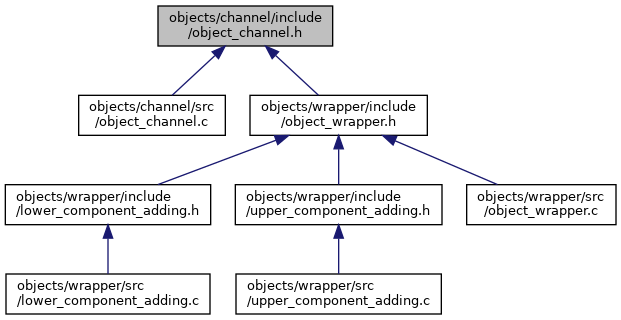 objects/channel/include
/object_channel.h
objects/channel/src
/object_channel.c
objects/wrapper/include
/object_wrapper.h
objects/wrapper/include
/lower_component_adding.h
objects/wrapper/include
/upper_component_adding.h
objects/wrapper/src
/object_wrapper.c
objects/wrapper/src
/lower_component_adding.c
objects/wrapper/src
/upper_component_adding.c